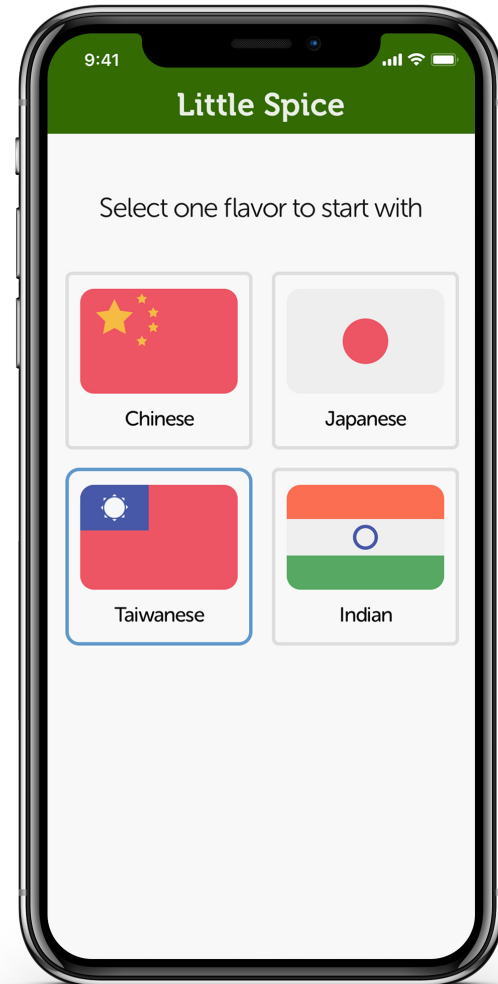 9:41
Little Spice
Select one flavor to start with
Chinese
Japanese
Taiwanese
Indian